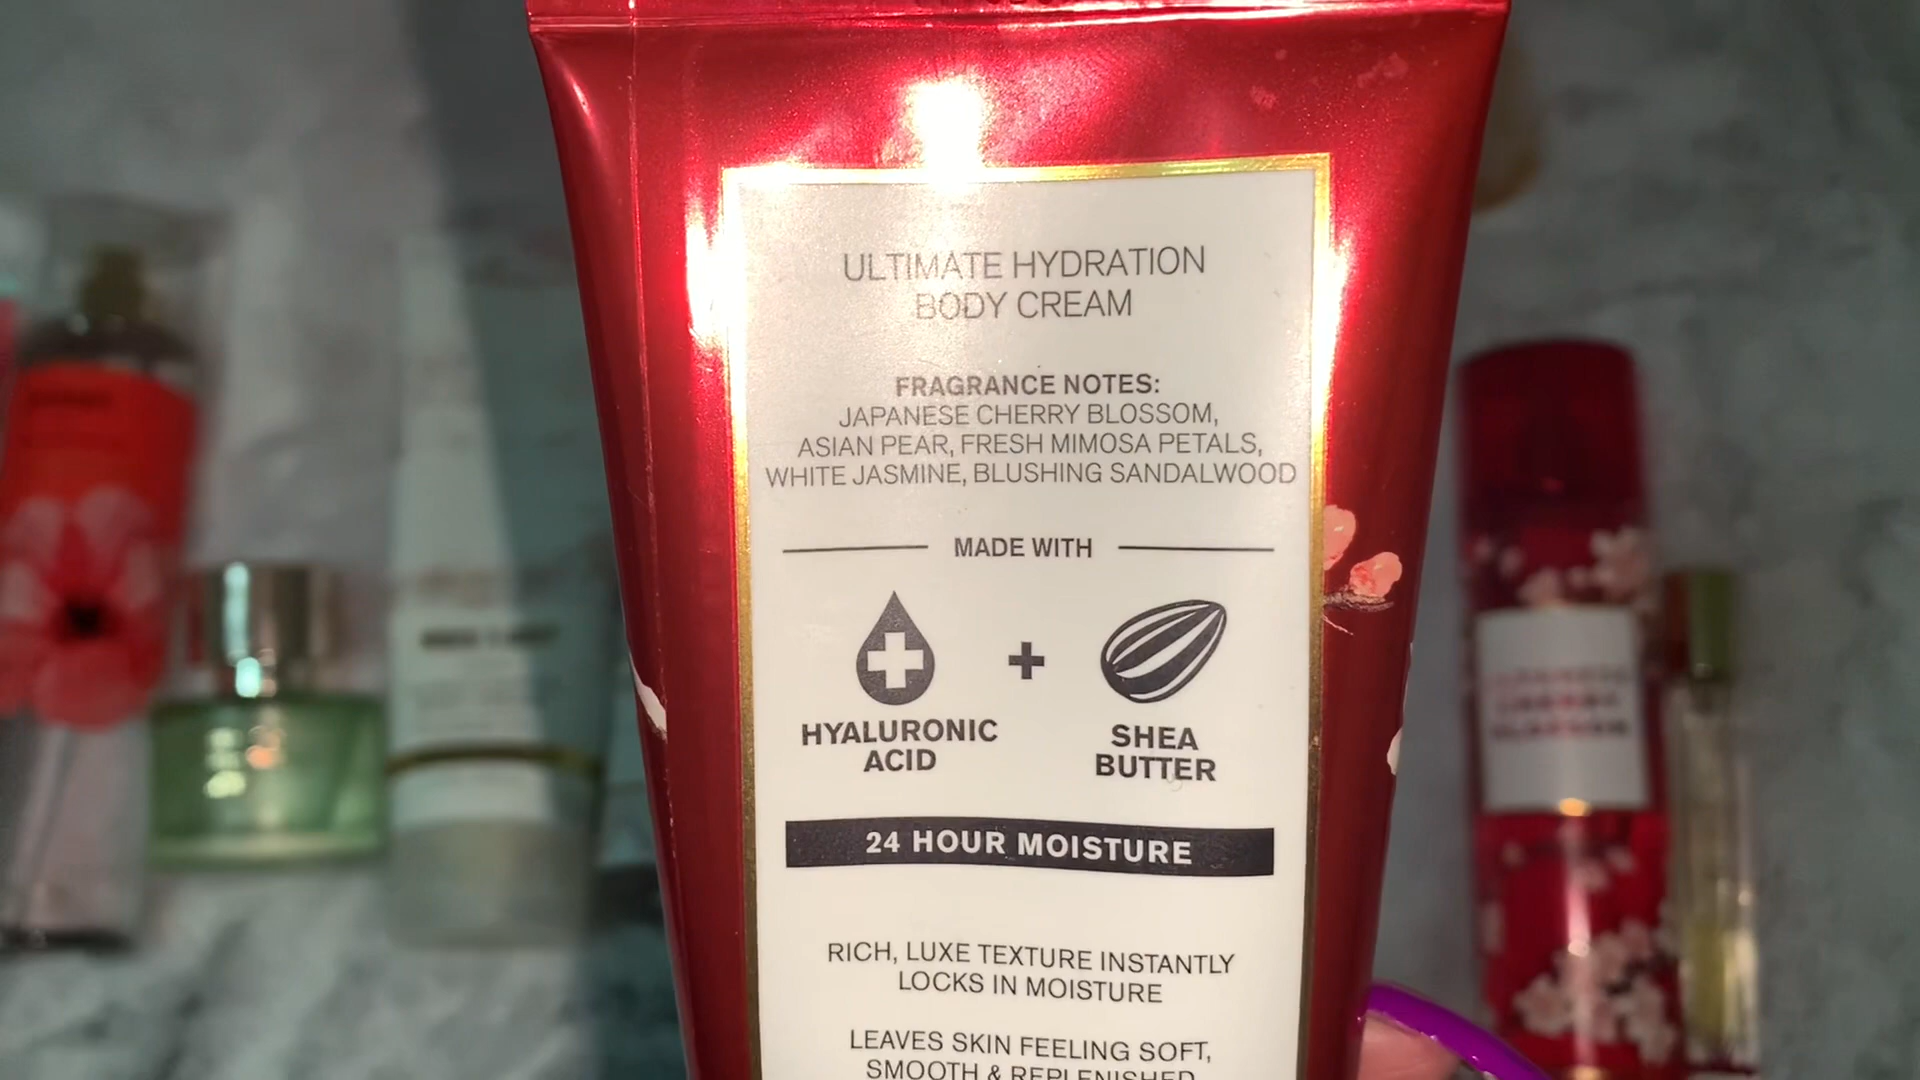 ULTIMATE HYDRATION
BODY CREAM
FRAGRANCE NOTES:
JAPANESE CHERRY BLOSSOM,
ASIAN PEAR, FRESH MIMOSA PETALS,
WHITE JASMINE, BLUSHING SANDALWOOD
MADE WITH
HYALURONIC
ACID
+
SHEA
BUTTER
24 HOUR MOISTURE
RICH, LUXE TEXTURE INSTANTLY
LOCKS IN MOISTURE
LEAVES SKIN FEELING SOFT,
SMOOTH & REPLENISHED